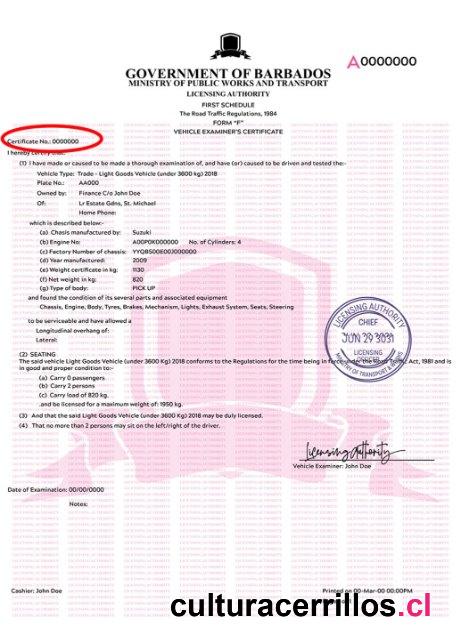 A0000000
GOVERNMENT OF BARBADOS
MINISTRY OF PUBLIC WORKS AND TRANSPORT
LICENSING AUTHORITY
FIRST SCHEDULE
The Road Traffic Regulations, 1984
FORM "F"
VEHICLE EXAMINER'S CERTIFICATE
Certificate No.: 0000000
I hereby certify that:
(1) I have made or caused to be made a thorough examination of, and have (or) caused to be driven and tested the:-
Vehicle Type: Trade - Light Goods Vehicle (under 3600 kg) 2018
Plate No.: AA000
Owned by: Finance C/o John Doe
Of: Lr Estate Gdns, St. Michael
Home Phone:
which is described below:-
(a) Chasis manufactured by: Suzuki
(b) Engine No: A00P0K000000 No. of Cylinders: 4
(c) Factory Number of chassis: YYQBS00E00J000000
(d) Year manufactured: 2009
(e) Weight certificate in kg: 1130
(f) Net weight in kg: 820
(g) Type of body: PICK UP
and found the condition of its several parts and associated equipment
Chassis, Engine, Body, Tyres, Brakes, Mechanism, Lights, Exhaust System, Seats, Steering
to be serviceable and have allowed a
Longitudinal overhang of:
Lateral:
LICENSING AUTHORITY
CHIEF
JUN 29 3031
LICENSING
OFFICER
MINISTRY OF TRANSPORT & WORKS
(2) SEATING
The said vehicle Light Goods Vehicle (under 3600 Kg) 2018 conforms to the Regulations for the time being in force under the Road Traffic Act, 1981 and is
in good and proper condition to:-
(a) Carry 0 passengers
(b) Carry 2 persons
(c) Carry load of 820 kg.
and be licensed for a maximum weight of: 1950 kg.
(3) And that the said Light Goods Vehicle (under 3600 Kg) 2018 may be duly licensed.
(4) That no more than 2 persons may sit on the left/right of the driver.
Licensing Authority
Vehicle Examiner: John Doe
Date of Examination: 00/00/0000
Notes:
Cashier: John Doe
Printed on 00-Mar-00 00:00PM
culturacerrillos.cl